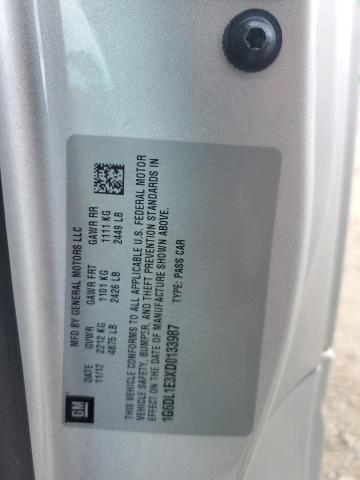 GM
MFD BY GENERAL MOTORS LLC
DATE GVWR GAWR FRT GAWR RR
11/12 2212 KG 1101 KG 1111 KG
4875 LB 2426 LB 2449 LB
THIS VEHICLE CONFORMS TO ALL APPLICABLE U.S. FEDERAL MOTOR
VEHICLE SAFETY, BUMPER, AND THEFT PREVENTION STANDARDS IN
EFFECT ON THE DATE OF MANUFACTURE SHOWN ABOVE.
1G6DL1E3XD0133987 TYPE: PASS CAR